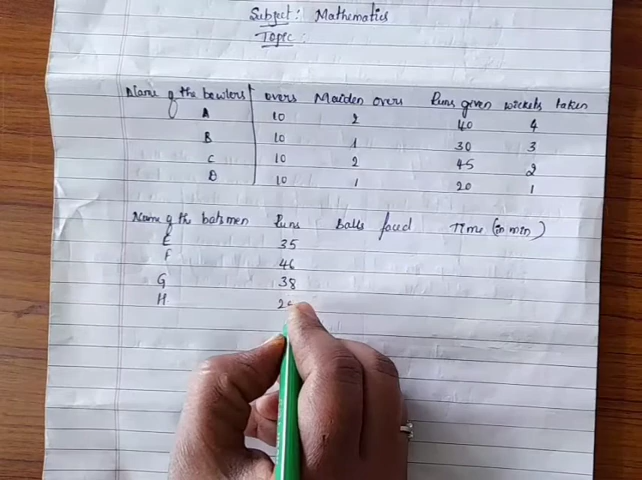 Subject: Mathematics
Topic:
Name of the bowlers overs Maiden overs Runs given wickets taken
A 10 2 40 4
B 10 1 30 3
C 10 2 45 2
D 10 1 20 1
Name of the batsmen Runs Balls faced Time (in min)
E 35
F 46
G 38
H